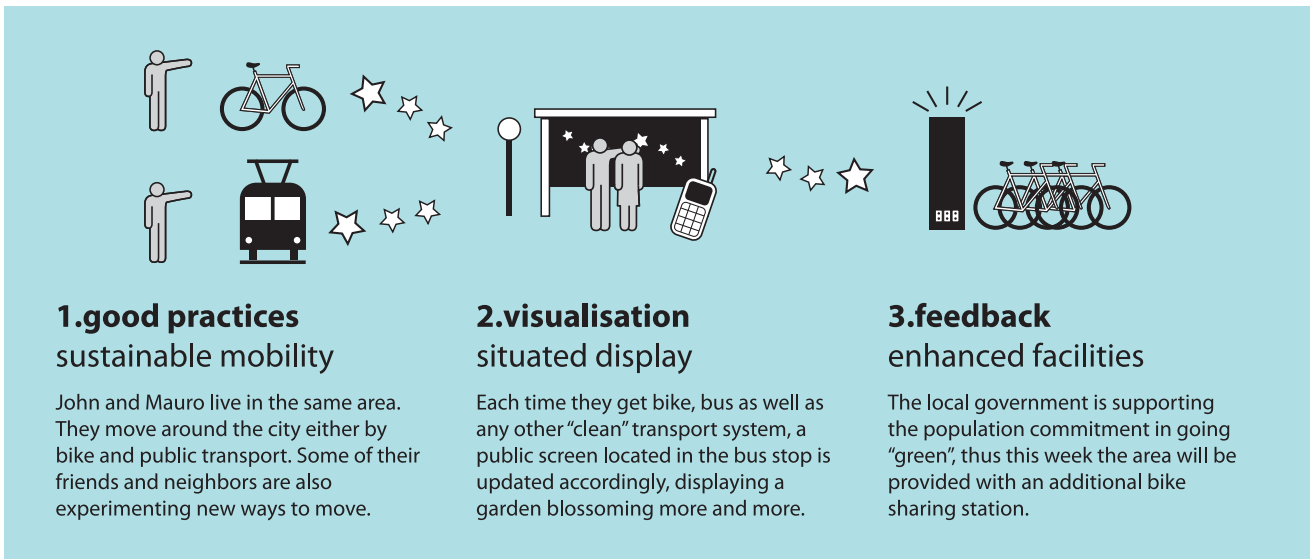 1.good practices
sustainable mobility
John and Mauro live in the same area.
They move around the city either by
bike and public transport. Some of their
friends and neighbors are also
experimenting new ways to move.
2.visualisation
situated display
Each time they get bike, bus as well as
any other “clean” transport system, a
public screen located in the bus stop is
updated accordingly, displaying a
garden blossoming more and more.
3.feedback
enhanced facilities
The local government is supporting
the population commitment in going
“green”, thus this week the area will be
provided with an additional bike
sharing station.